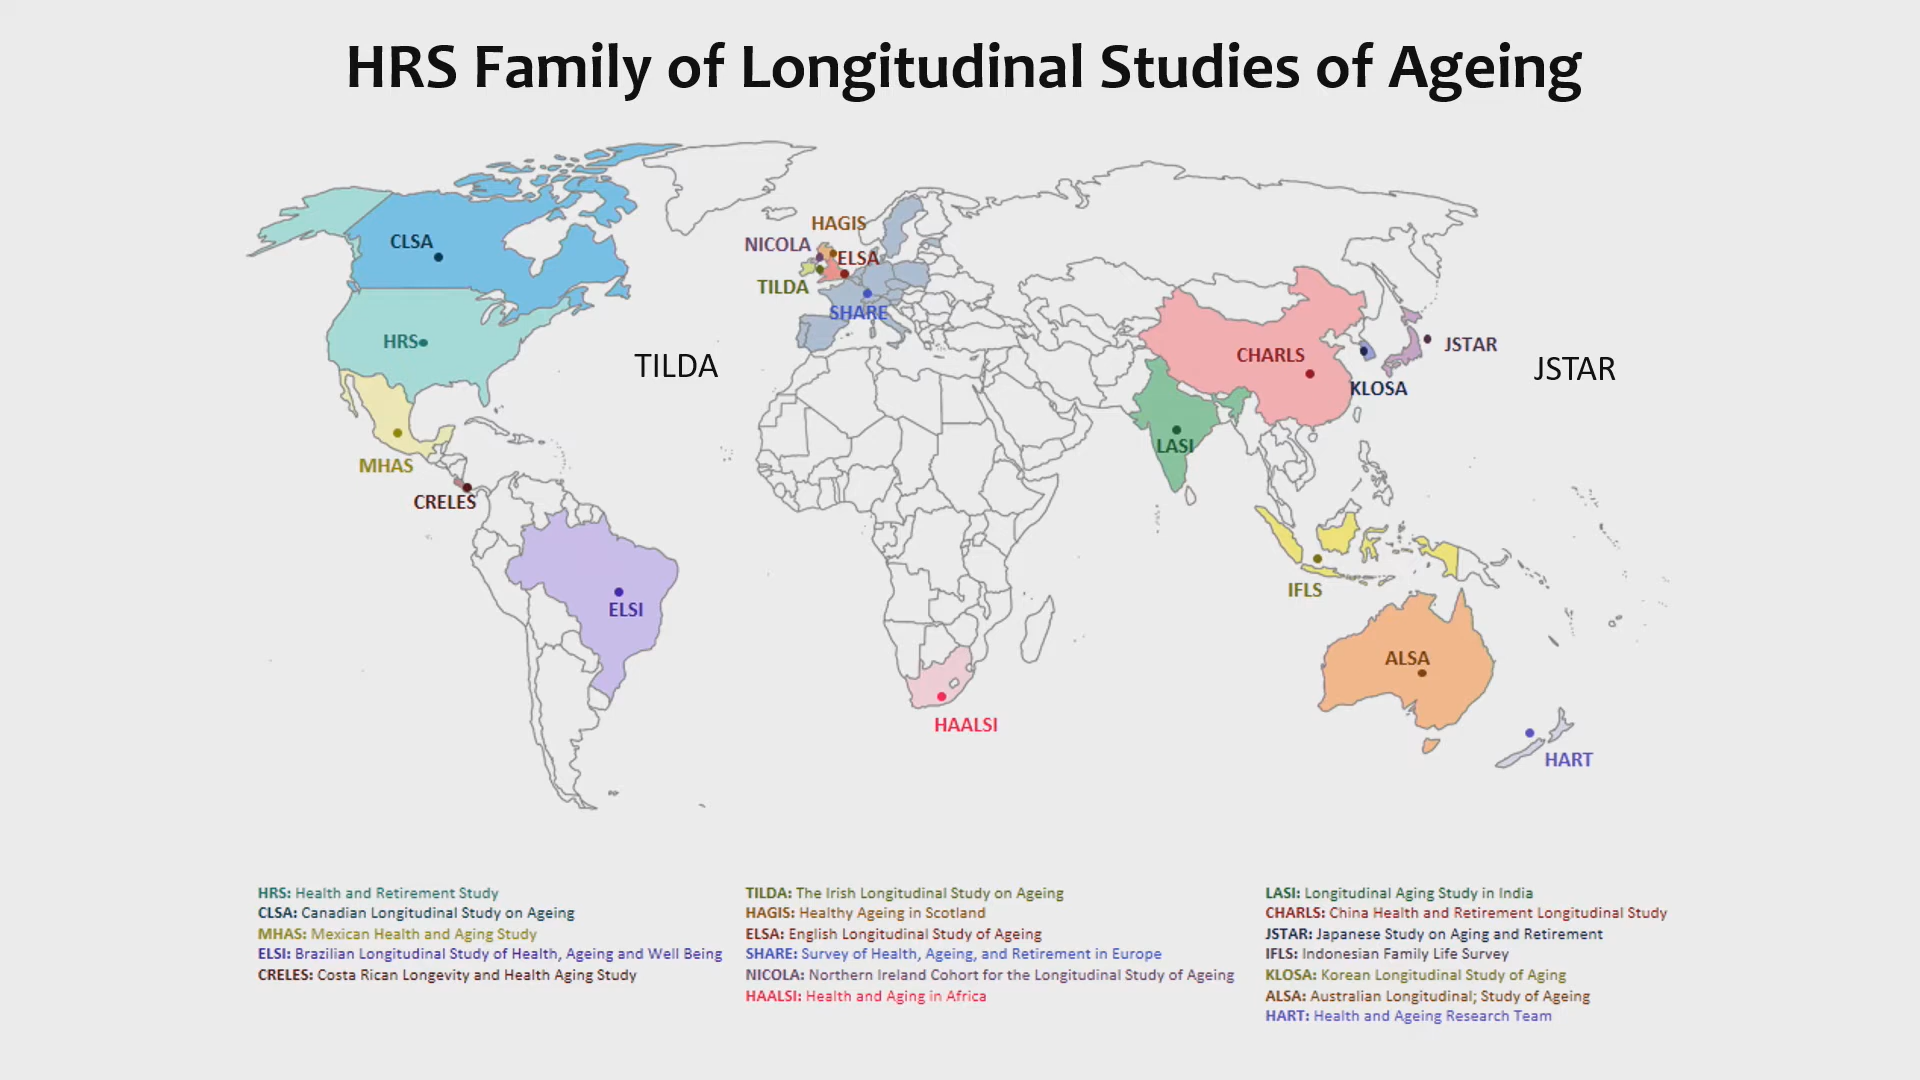 HRS Family of Longitudinal Studies of Ageing
HAGIS
CLSA
NICOLA
ELSA
TILDA
SHARE
HRS
JSTAR
CHARLS
TILDA
JSTAR
KLOSA
LASI
MHAS
CRELES
IFLS
ELSI
ALSA
HAALSI
HART
HRS: Health and Retirement Study
CLSA: Canadian Longitudinal Study on Ageing
MHAS: Mexican Health and Aging Study
ELSI: Brazilian Longitudinal Study of Health, Ageing and Well Being
CRELES: Costa Rican Longevity and Health Aging Study
TILDA: The Irish Longitudinal Study on Ageing
HAGIS: Healthy Ageing in Scotland
ELSA: English Longitudinal Study of Ageing
SHARE: Survey of Health, Ageing, and Retirement in Europe
NICOLA: Northern Ireland Cohort for the Longitudinal Study of Ageing
HAALSI: Health and Aging in Africa
LASI: Longitudinal Aging Study in India
CHARLS: China Health and Retirement Longitudinal Study
JSTAR: Japanese Study on Aging and Retirement
IFLS: Indonesian Family Life Survey
KLOSA: Korean Longitudinal Study of Aging
ALSA: Australian Longitudinal; Study of Ageing
HART: Health and Ageing Research Team